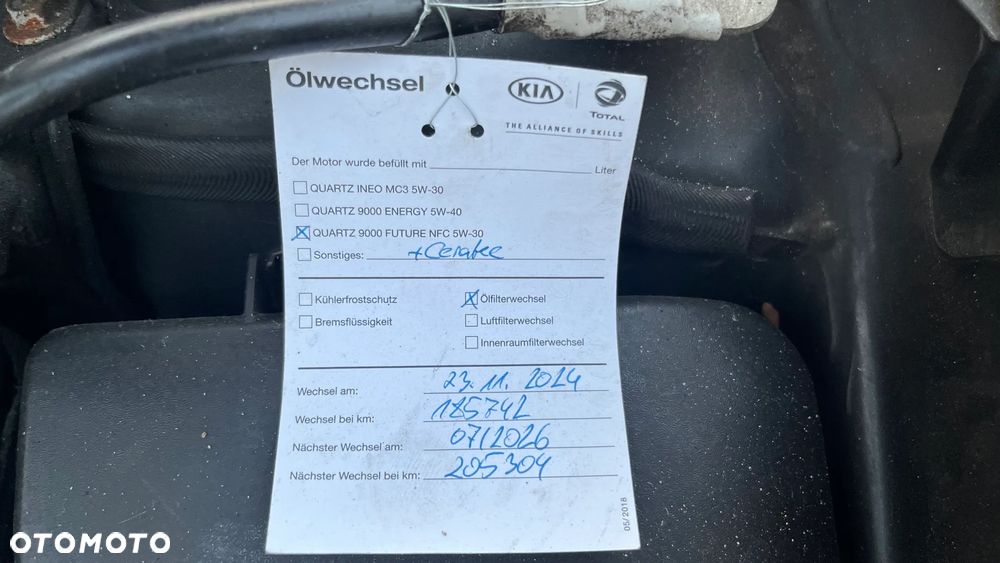 Ölwechsel
KIA
TOTAL
THE ALLIANCE OF SKILLS
Der Motor wurde befüllt mit Liter
QUARTZ INEO MC3 5W-30
QUARTZ 9000 ENERGY 5W-40
QUARTZ 9000 FUTURE NFC 5W-30
Sonstiges: +Ceratec
Kühlerfrostschutz
Ölfilterwechsel
Bremsflüssigkeit
Luftfilterwechsel
Innenraumfilterwechsel
Wechsel am: 23.11.2024
Wechsel bei km: 185742
Nächster Wechsel am: 07/2026
Nächster Wechsel bei km: 205304
05/2018
OTOMOTO